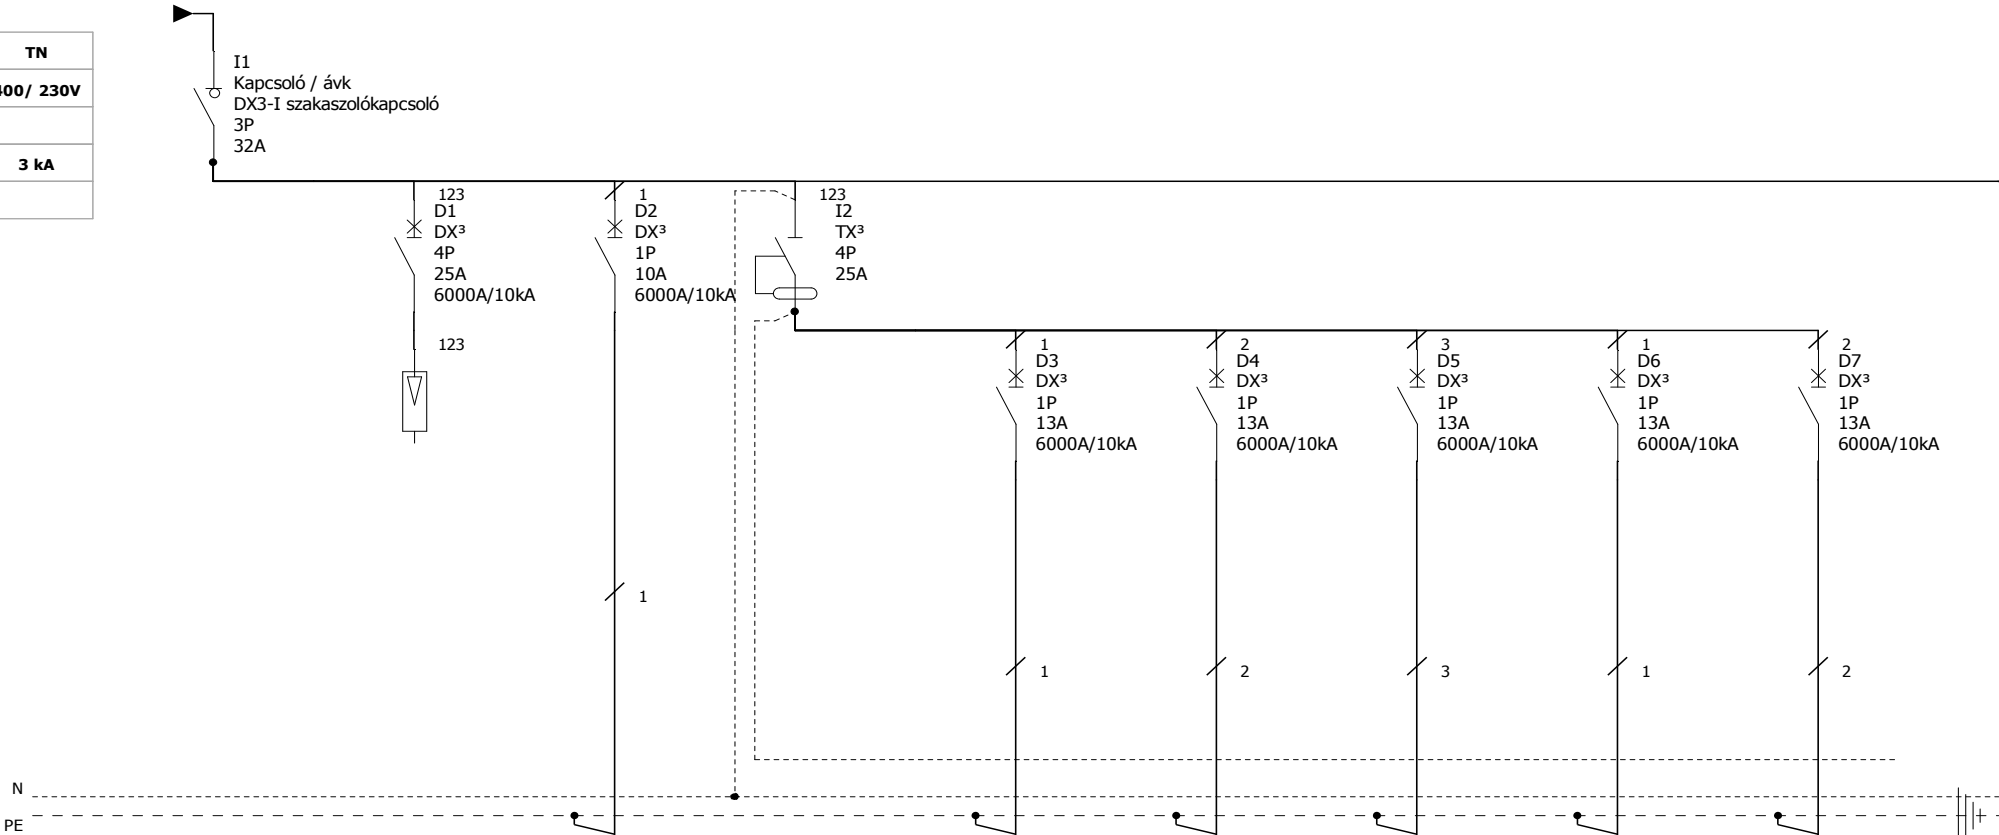 TN
400/ 230V
3 kA
I1
Kapcsoló / ávk
DX3-I szakaszolókapcsoló
3P
32A
123
D1
DX³
4P
25A
6000A/10kA
123
1
D2
DX³
1P
10A
6000A/10kA
1
123
I2
TX³
4P
25A
1
D3
DX³
1P
13A
6000A/10kA
1
2
D4
DX³
1P
13A
6000A/10kA
2
3
D5
DX³
1P
13A
6000A/10kA
3
1
D6
DX³
1P
13A
6000A/10kA
1
2
D7
DX³
1P
13A
6000A/10kA
2
N
PE